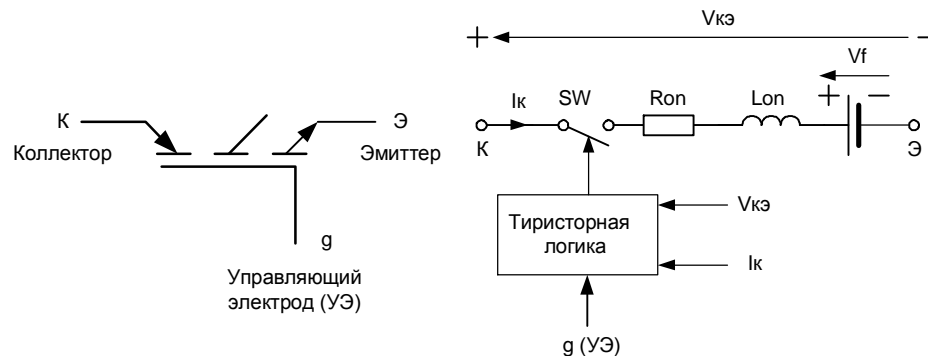 К
Коллектор
Э
Эмиттер
g
Управляющий
электрод (УЭ)
Vкэ
+
−
Vf
+
−
Iк
SW
Ron
Lon
К
Э
Тиристорная
логика
Vкэ
Iк
g (УЭ)